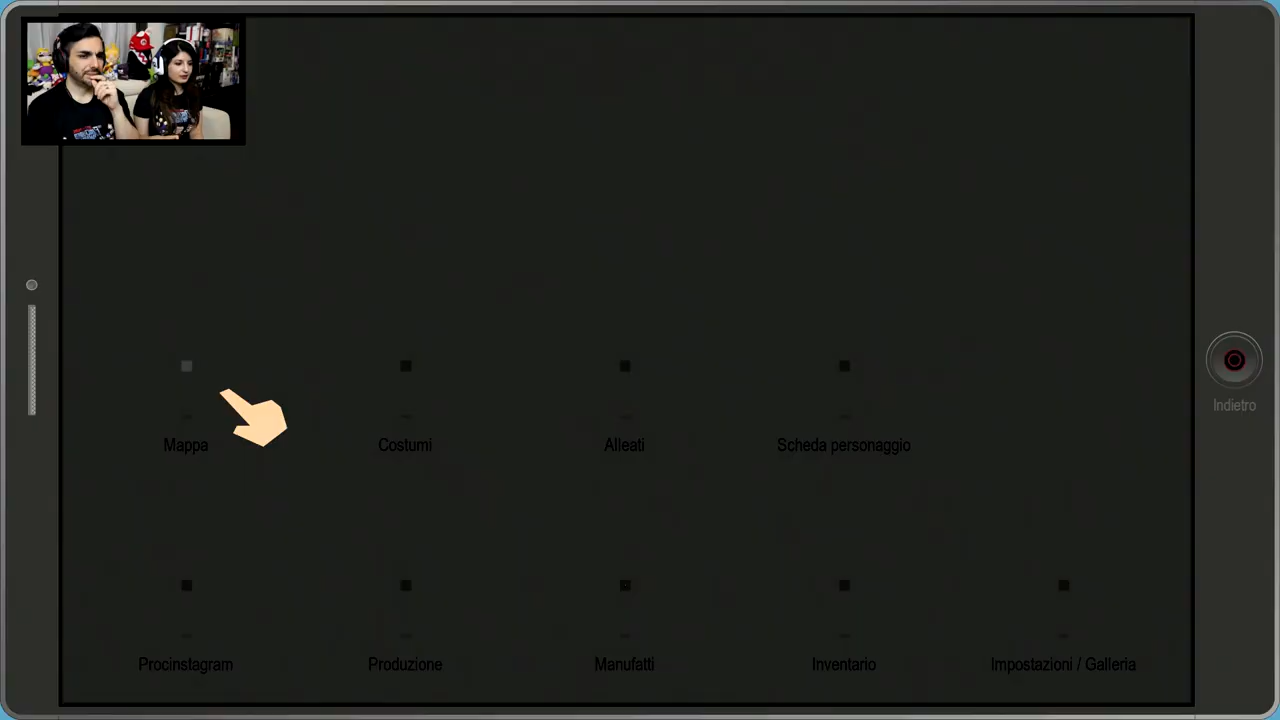 Indietro
Mappa
Costumi
Alleati
Scheda personaggio
Procinstagram
Produzione
Manufatti
Inventario
Impostazioni / Galleria